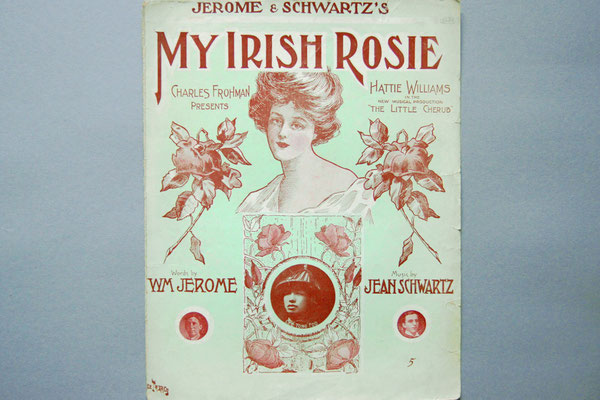 JEROME & SCHWARTZ'S
MY IRISH ROSIE
CHARLES FROHMAN
PRESENTS
HATTIE WILLIAMS
IN THE
NEW MUSICAL PRODUCTION
"THE LITTLE CHERUB"
Words by
WM JEROME
Music by
JEAN SCHWARTZ
5